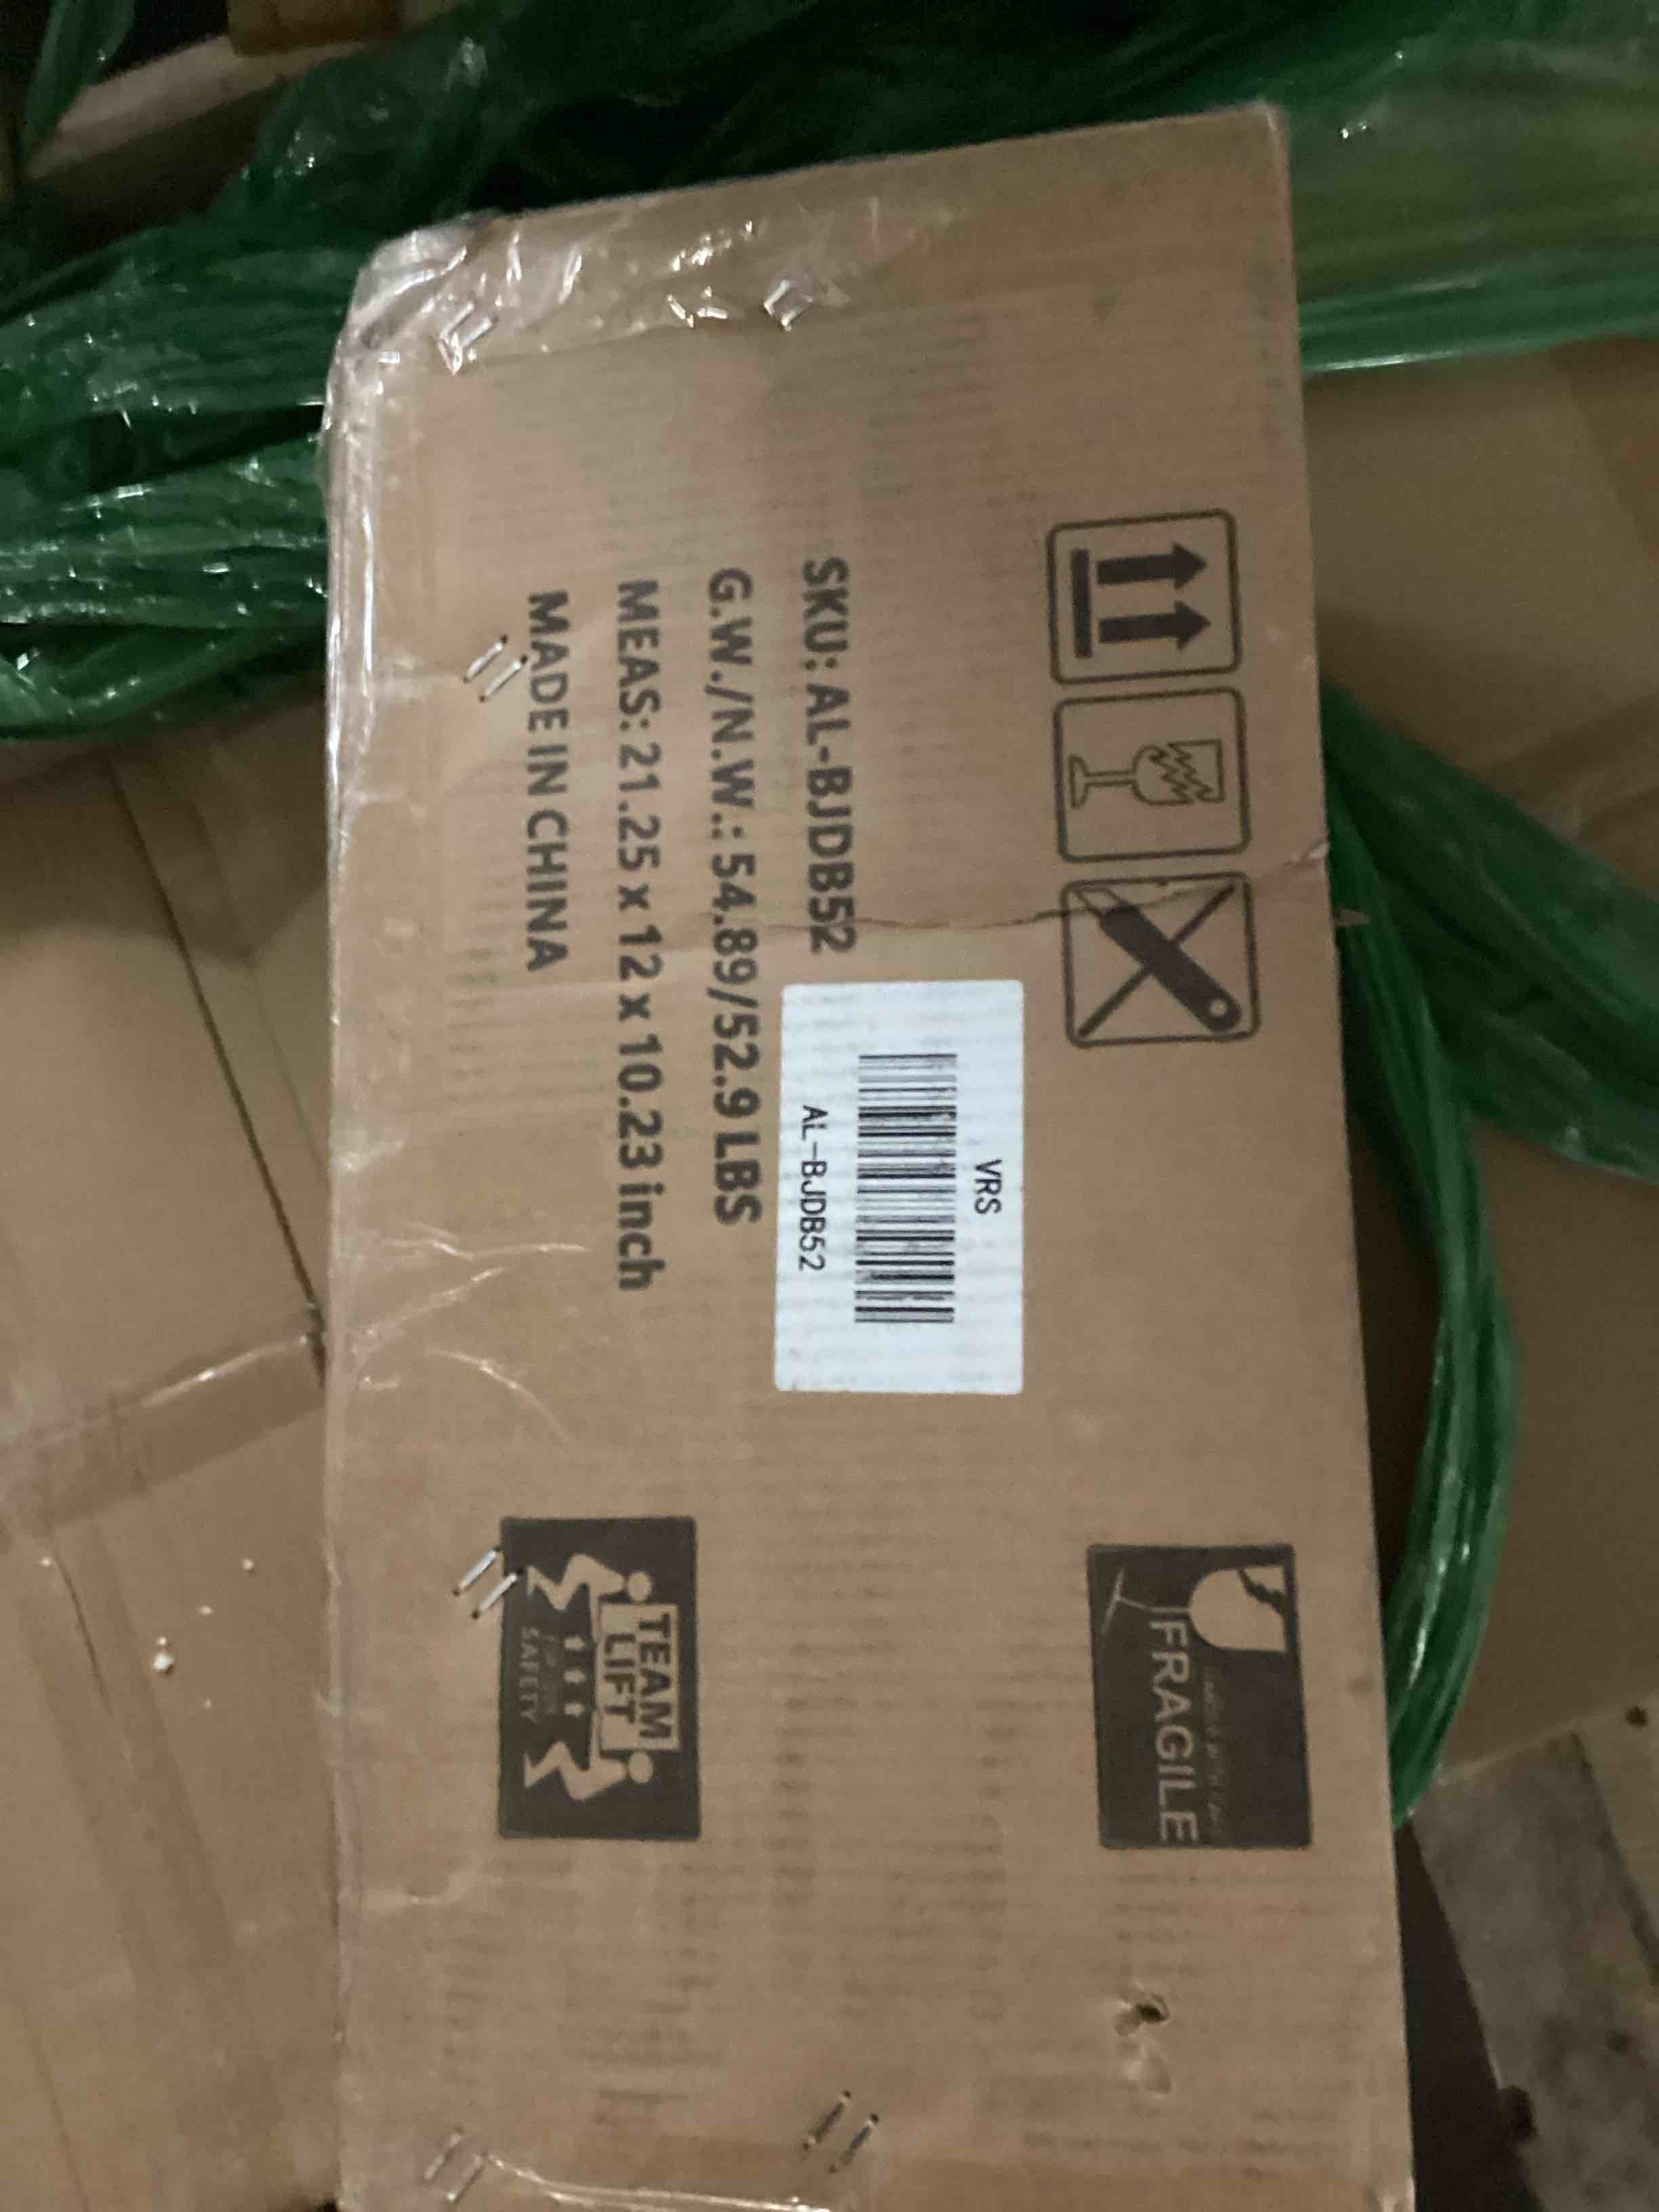 SKU: AL-BJDB52
G.W./N.W.: 54.89/52.9 LBS
MEAS: 21.25 x 12 x 10.23 inch
MADE IN CHINA
VRS
AL-BJDB52
FRAGILE
TEAM
LIFT
SAFETY